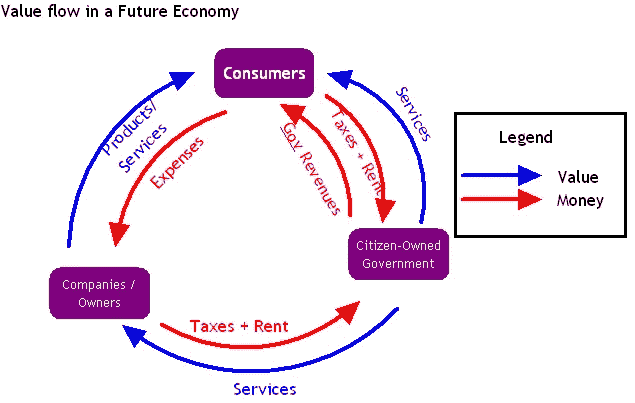 Value flow in a Future Economy
Consumers
Products/
Services
Expenses
Gov. Revenues
Taxes + Rent
Services
Legend
Value
Money
Citizen-Owned
Government
Companies /
Owners
Taxes + Rent
Services